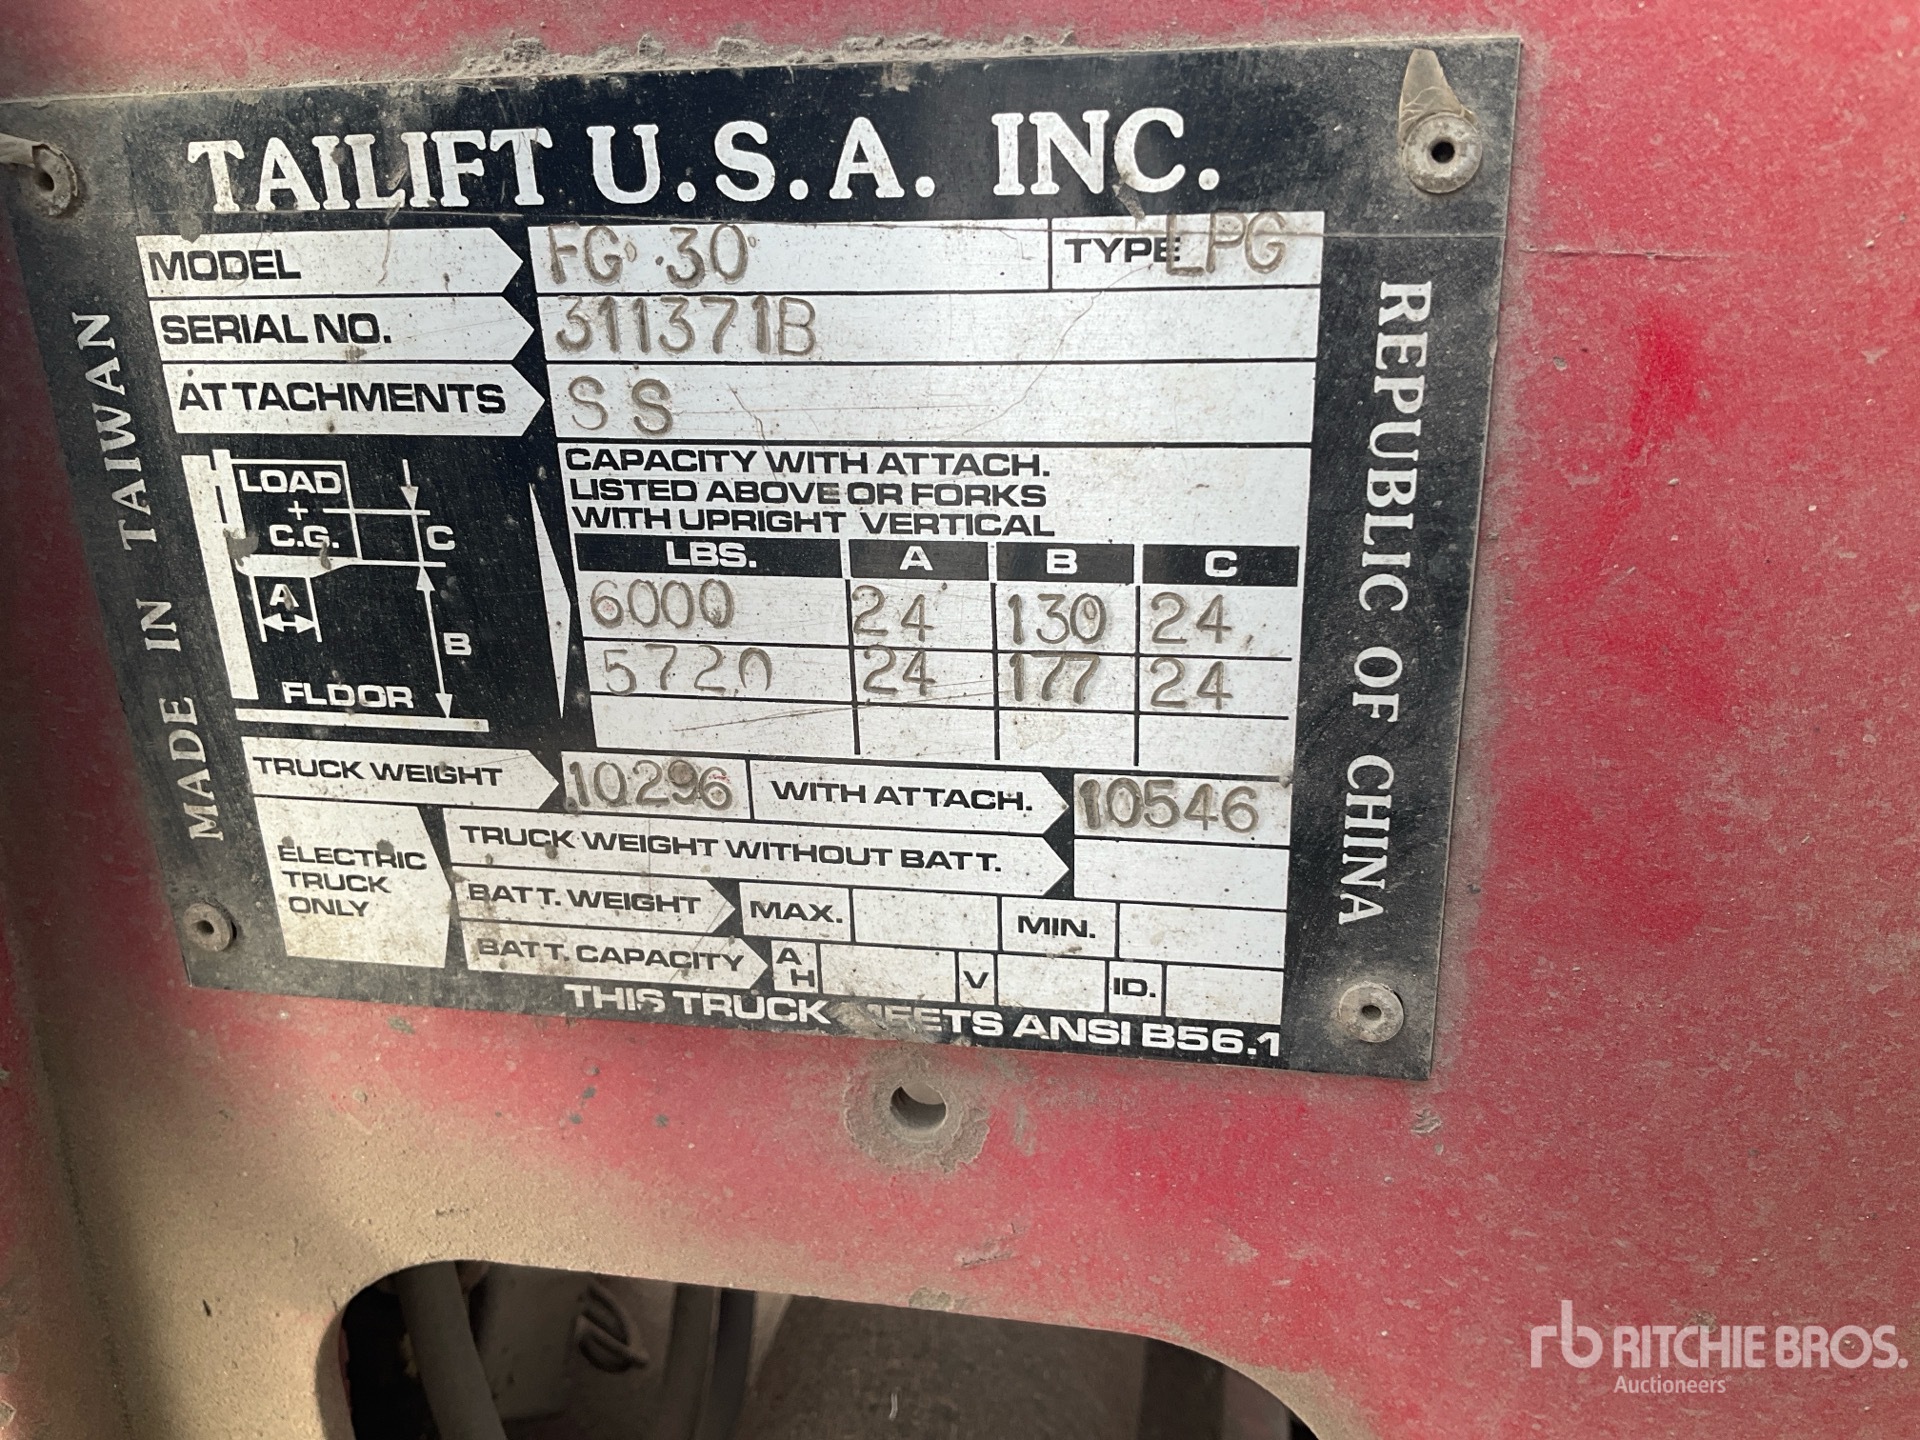 TAILIFT U.S.A. INC.
MODEL FG 30 TYPE LPG
SERIAL NO. 311371B
ATTACHMENTS SS
CAPACITY WITH ATTACH.
LISTED ABOVE OR FORKS
WITH UPRIGHT VERTICAL
LBS. A B C
6000 24 130 24
5720 24 177 24
LOAD
+
C.G.
C
A
B
FLOOR
TRUCK WEIGHT 10296 WITH ATTACH. 10546
ELECTRIC
TRUCK
ONLY
TRUCK WEIGHT WITHOUT BATT.
BATT. WEIGHT MAX. MIN.
BATT. CAPACITY AH V ID.
THIS TRUCK MEETS ANSI B56.1
MADE IN TAIWAN
REPUBLIC OF CHINA
rb RITCHIE BROS.
Auctioneers